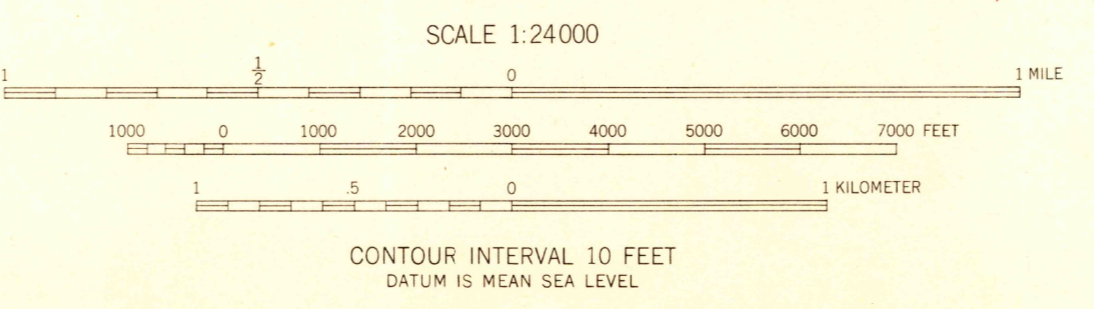 SCALE 1:24000
1 1/2 0 1 MILE
1000 0 1000 2000 3000 4000 5000 6000 7000 FEET
1 .5 0 1 KILOMETER
CONTOUR INTERVAL 10 FEET
DATUM IS MEAN SEA LEVEL